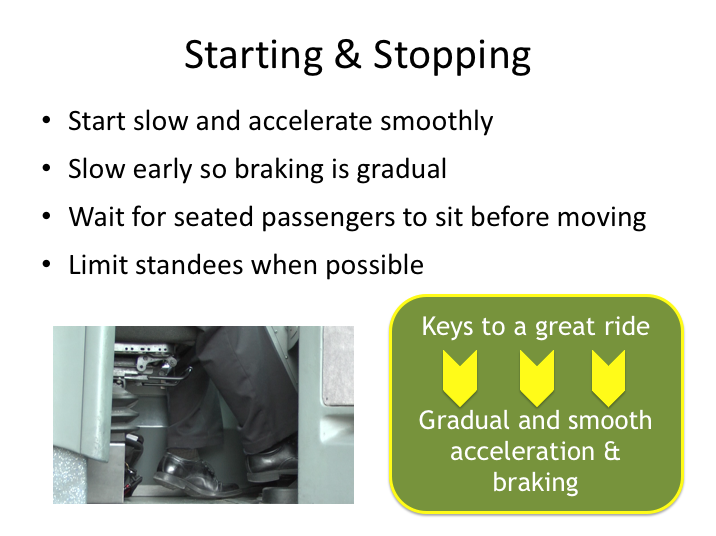 Starting & Stopping
• Start slow and accelerate smoothly
• Slow early so braking is gradual
• Wait for seated passengers to sit before moving
• Limit standees when possible
Keys to a great ride
Gradual and smooth
acceleration &
braking